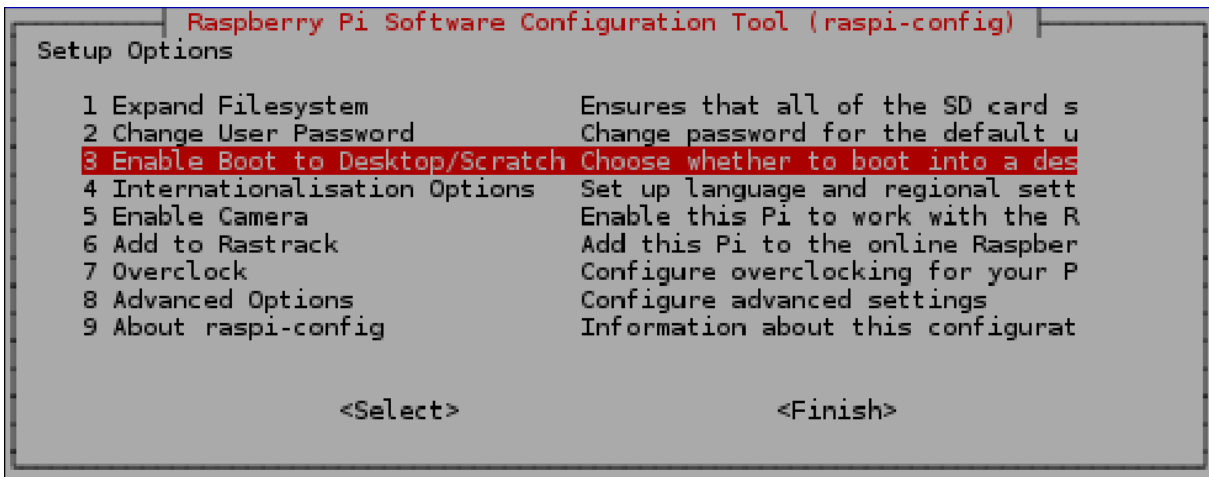 Raspberry Pi Software Configuration Tool (raspi-config)
Setup Options
1 Expand Filesystem Ensures that all of the SD card s
2 Change User Password Change password for the default u
3 Enable Boot to Desktop/Scratch Choose whether to boot into a des
4 Internationalisation Options Set up language and regional sett
5 Enable Camera Enable this Pi to work with the R
6 Add to Rastrack Add this Pi to the online Raspber
7 Overclock Configure overclocking for your P
8 Advanced Options Configure advanced settings
9 About raspi-config Information about this configurat
<Select> <Finish>